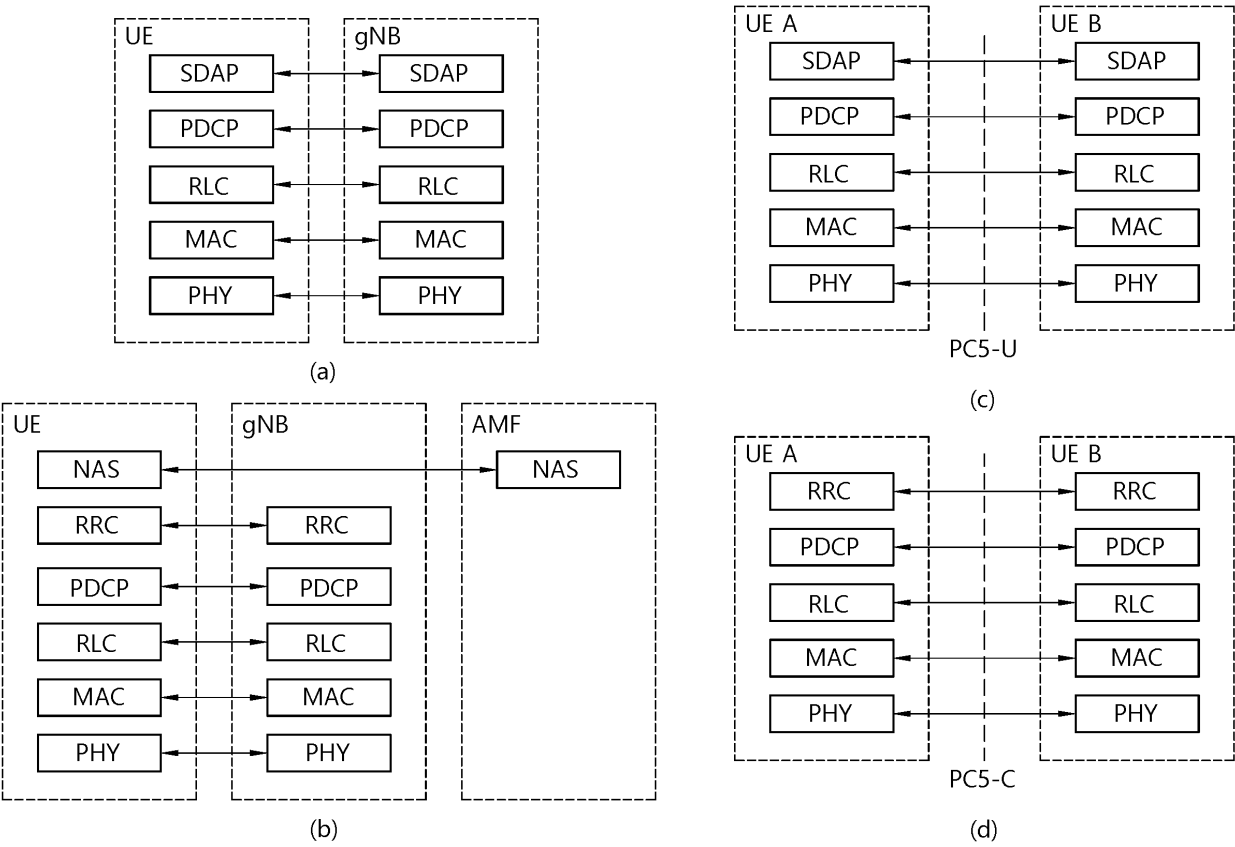 UE gNB
SDAP SDAP
PDCP PDCP
RLC RLC
MAC MAC
PHY PHY
(a)
UE gNB AMF
NAS NAS
RRC RRC
PDCP PDCP
RLC RLC
MAC MAC
PHY PHY
(b)
UE A UE B
SDAP SDAP
PDCP PDCP
RLC RLC
MAC MAC
PHY PHY
PC5-U
(c)
UE A UE B
RRC RRC
PDCP PDCP
RLC RLC
MAC MAC
PHY PHY
PC5-C
(d)